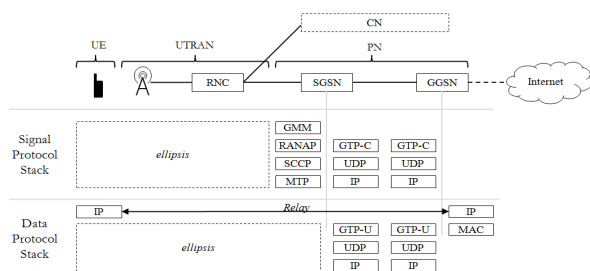 CN
UE UTRAN PN
RNC SGSN GGSN Internet
GMM
Signal RANAP GTP-C GTP-C
Protocol ellipsis SCCP UDP UDP
Stack MTP IP IP
IP Relay IP
Data GTP-U GTP-U MAC
Protocol ellipsis UDP UDP
Stack IP IP